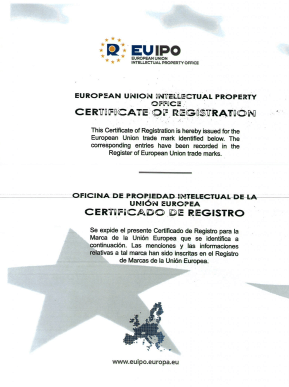 EUIPO
EUROPEAN UNION
INTELLECTUAL PROPERTY OFFICE
EUROPEAN UNION INTELLECTUAL PROPERTY
OFFICE
CERTIFICATE OF REGISTRATION
This Certificate of Registration is hereby issued for the
European Union trade mark identified below. The
corresponding entries have been recorded in the
Register of European Union trade marks.
OFICINA DE PROPIEDAD INTELECTUAL DE LA
UNIÓN EUROPEA
CERTIFICADO DE REGISTRO
Se expide el presente Certificado de Registro para la
Marca de la Unión Europea que se identifica a
continuación. Las menciones y las informaciones
relativas a tal marca han sido inscritas en el Registro
de Marcas de la Unión Europea.
www.euipo.europa.eu